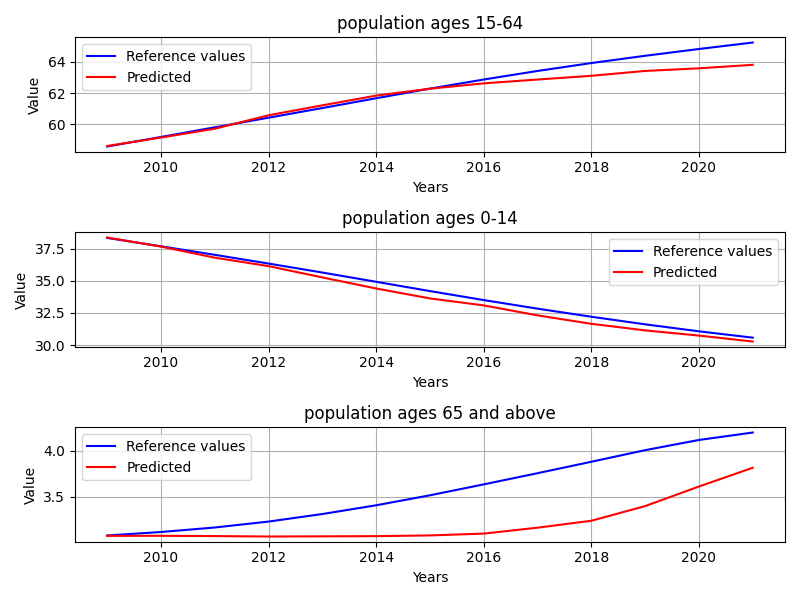 population ages 15-64
Reference values
Predicted
64
62
60
Value
2010 2012 2014 2016 2018 2020
Years
population ages 0-14
Reference values
Predicted
37.5
35.0
32.5
30.0
Value
2010 2012 2014 2016 2018 2020
Years
population ages 65 and above
Reference values
Predicted
4.0
3.5
Value
2010 2012 2014 2016 2018 2020
Years